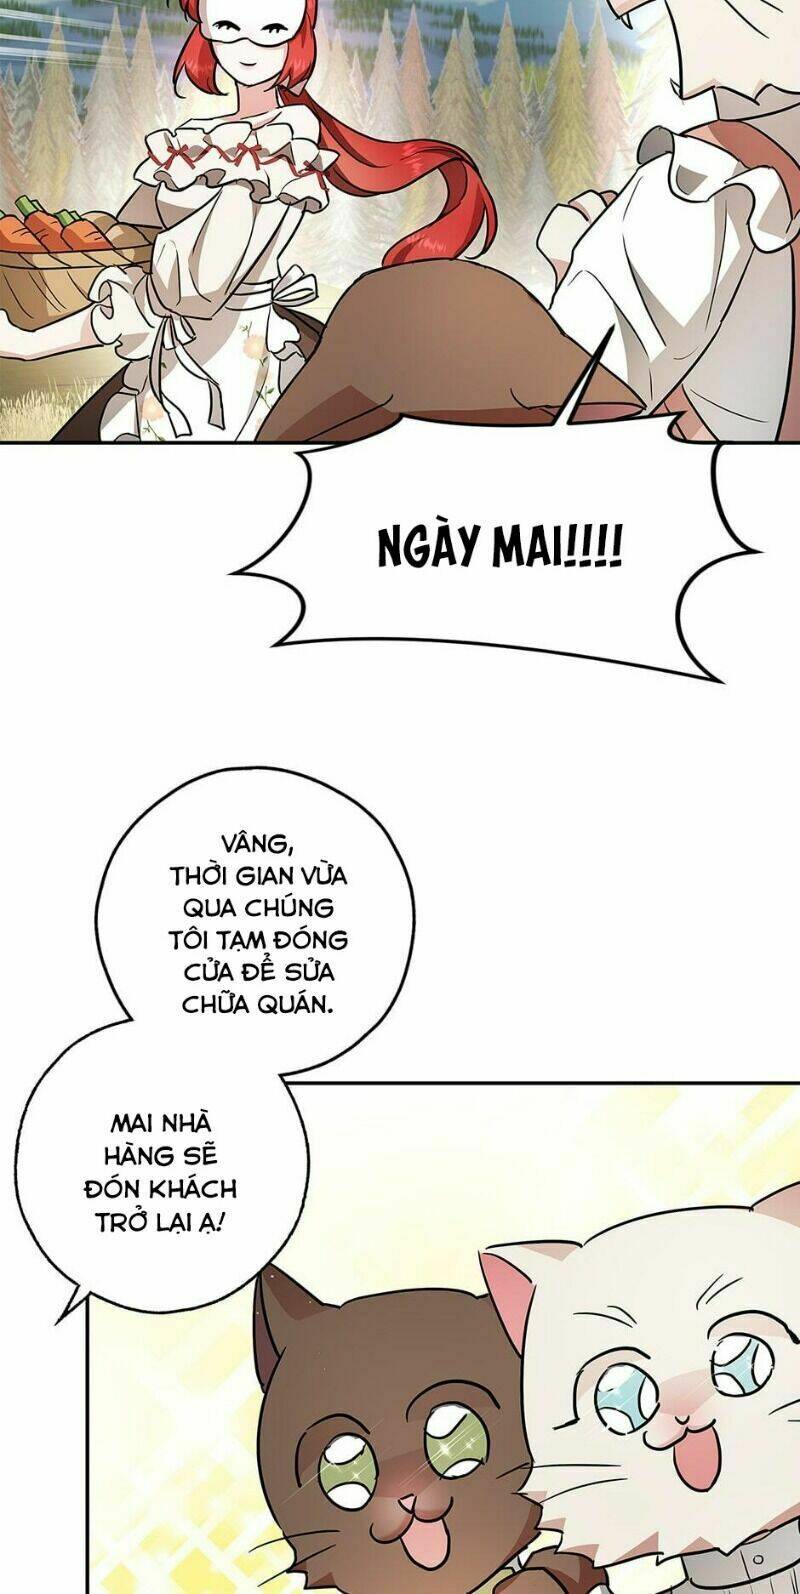 NGÀY MAI!!!!
VÂNG,
THỜI GIAN VỪA
QUA CHÚNG
TÔI TẠM ĐÓNG
CỬA ĐỂ SỬA
CHỮA QUÁN.
MAI NHÀ
HÀNG SẼ
ĐÓN KHÁCH
TRỞ LẠI Ạ!